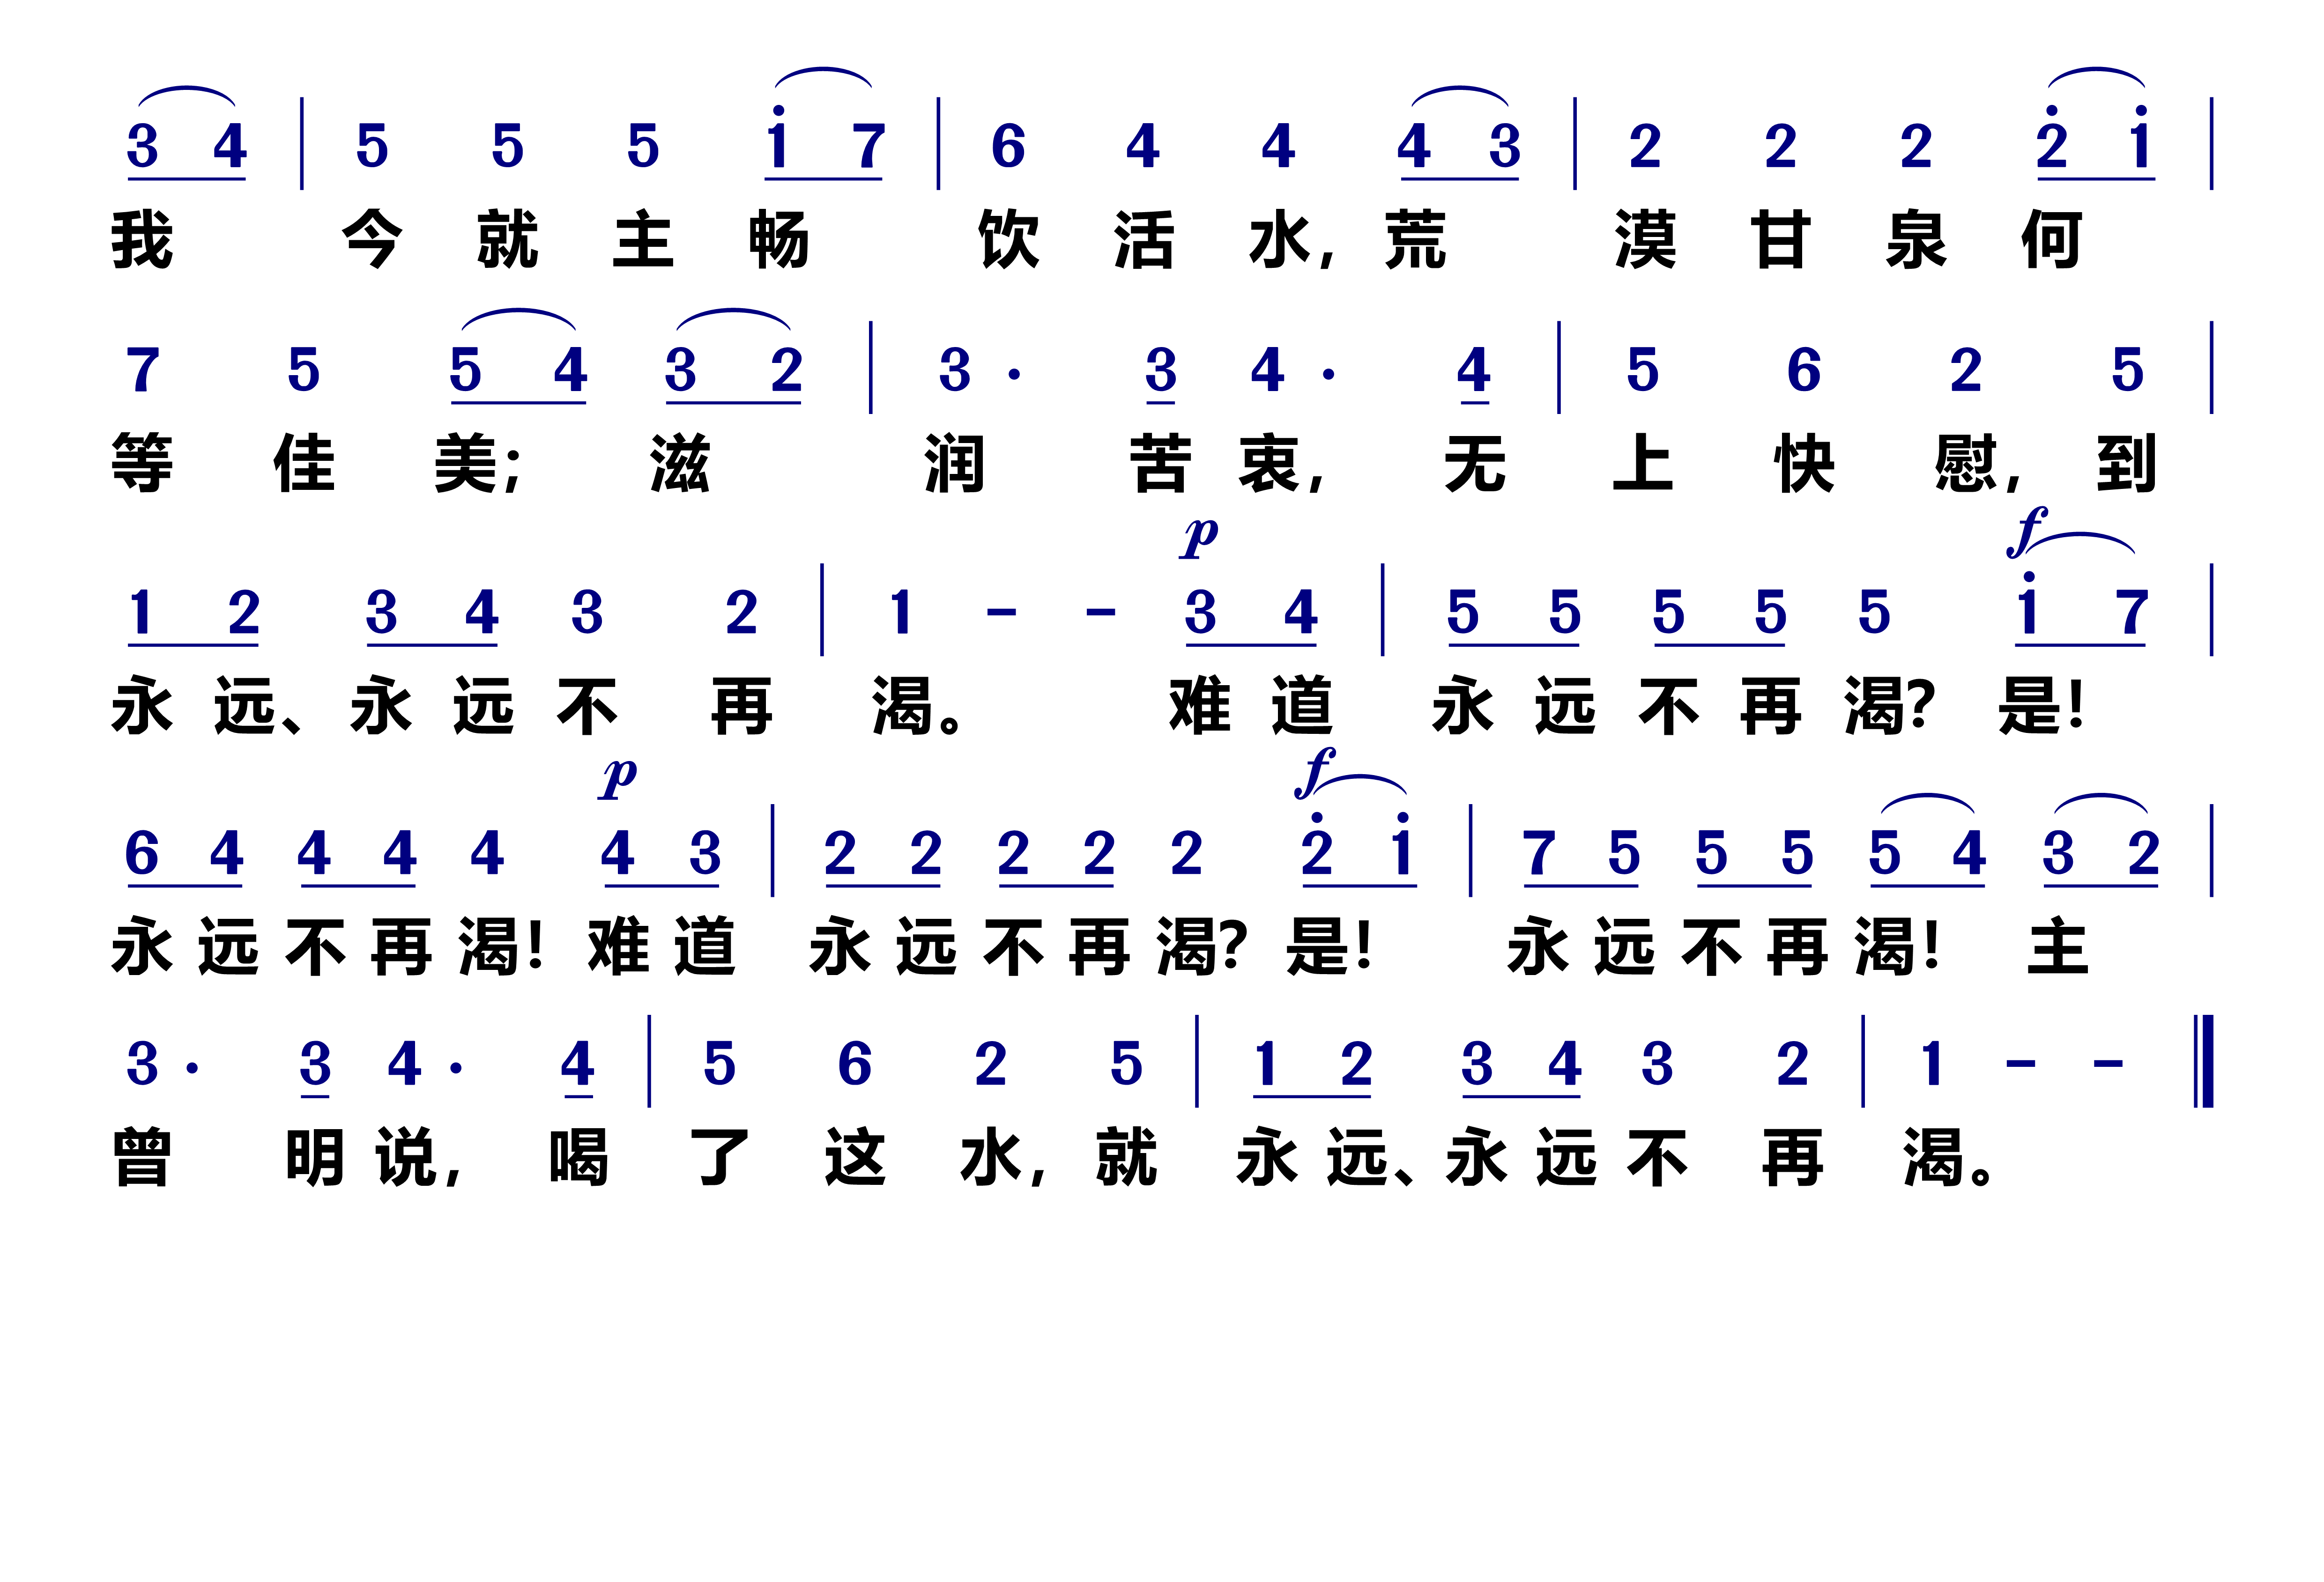 3 4 | 5 5 5 1̇ 7 | 6 4 4 4 3 | 2 2 2 2̇ 1̇ |
我 今 就 主 畅 饮 活 水, 荒 漠 甘 泉 何
7 5 5 4 3 2 | 3 · 3 4 · 4 | 5 6 2 5 |
等 佳 美; 滋 润 苦 衷, 无 上 快 慰, 到
p f
1 2 3 4 3 2 | 1 - - 3 4 | 5 5 5 5 5 1̇ 7 |
永 远、永 远 不 再 渴。 难 道 永 远 不 再 渴? 是!
p f
6 4 4 4 4 4 3 | 2 2 2 2 2 2̇ 1̇ | 7 5 5 5 5 4 3 2 |
永 远 不 再 渴! 难 道 永 远 不 再 渴? 是! 永 远 不 再 渴! 主
3 · 3 4 · 4 | 5 6 2 5 | 1 2 3 4 3 2 | 1 - - ‖
曾 明 说, 喝 了 这 水, 就 永 远、永 远 不 再 渴。